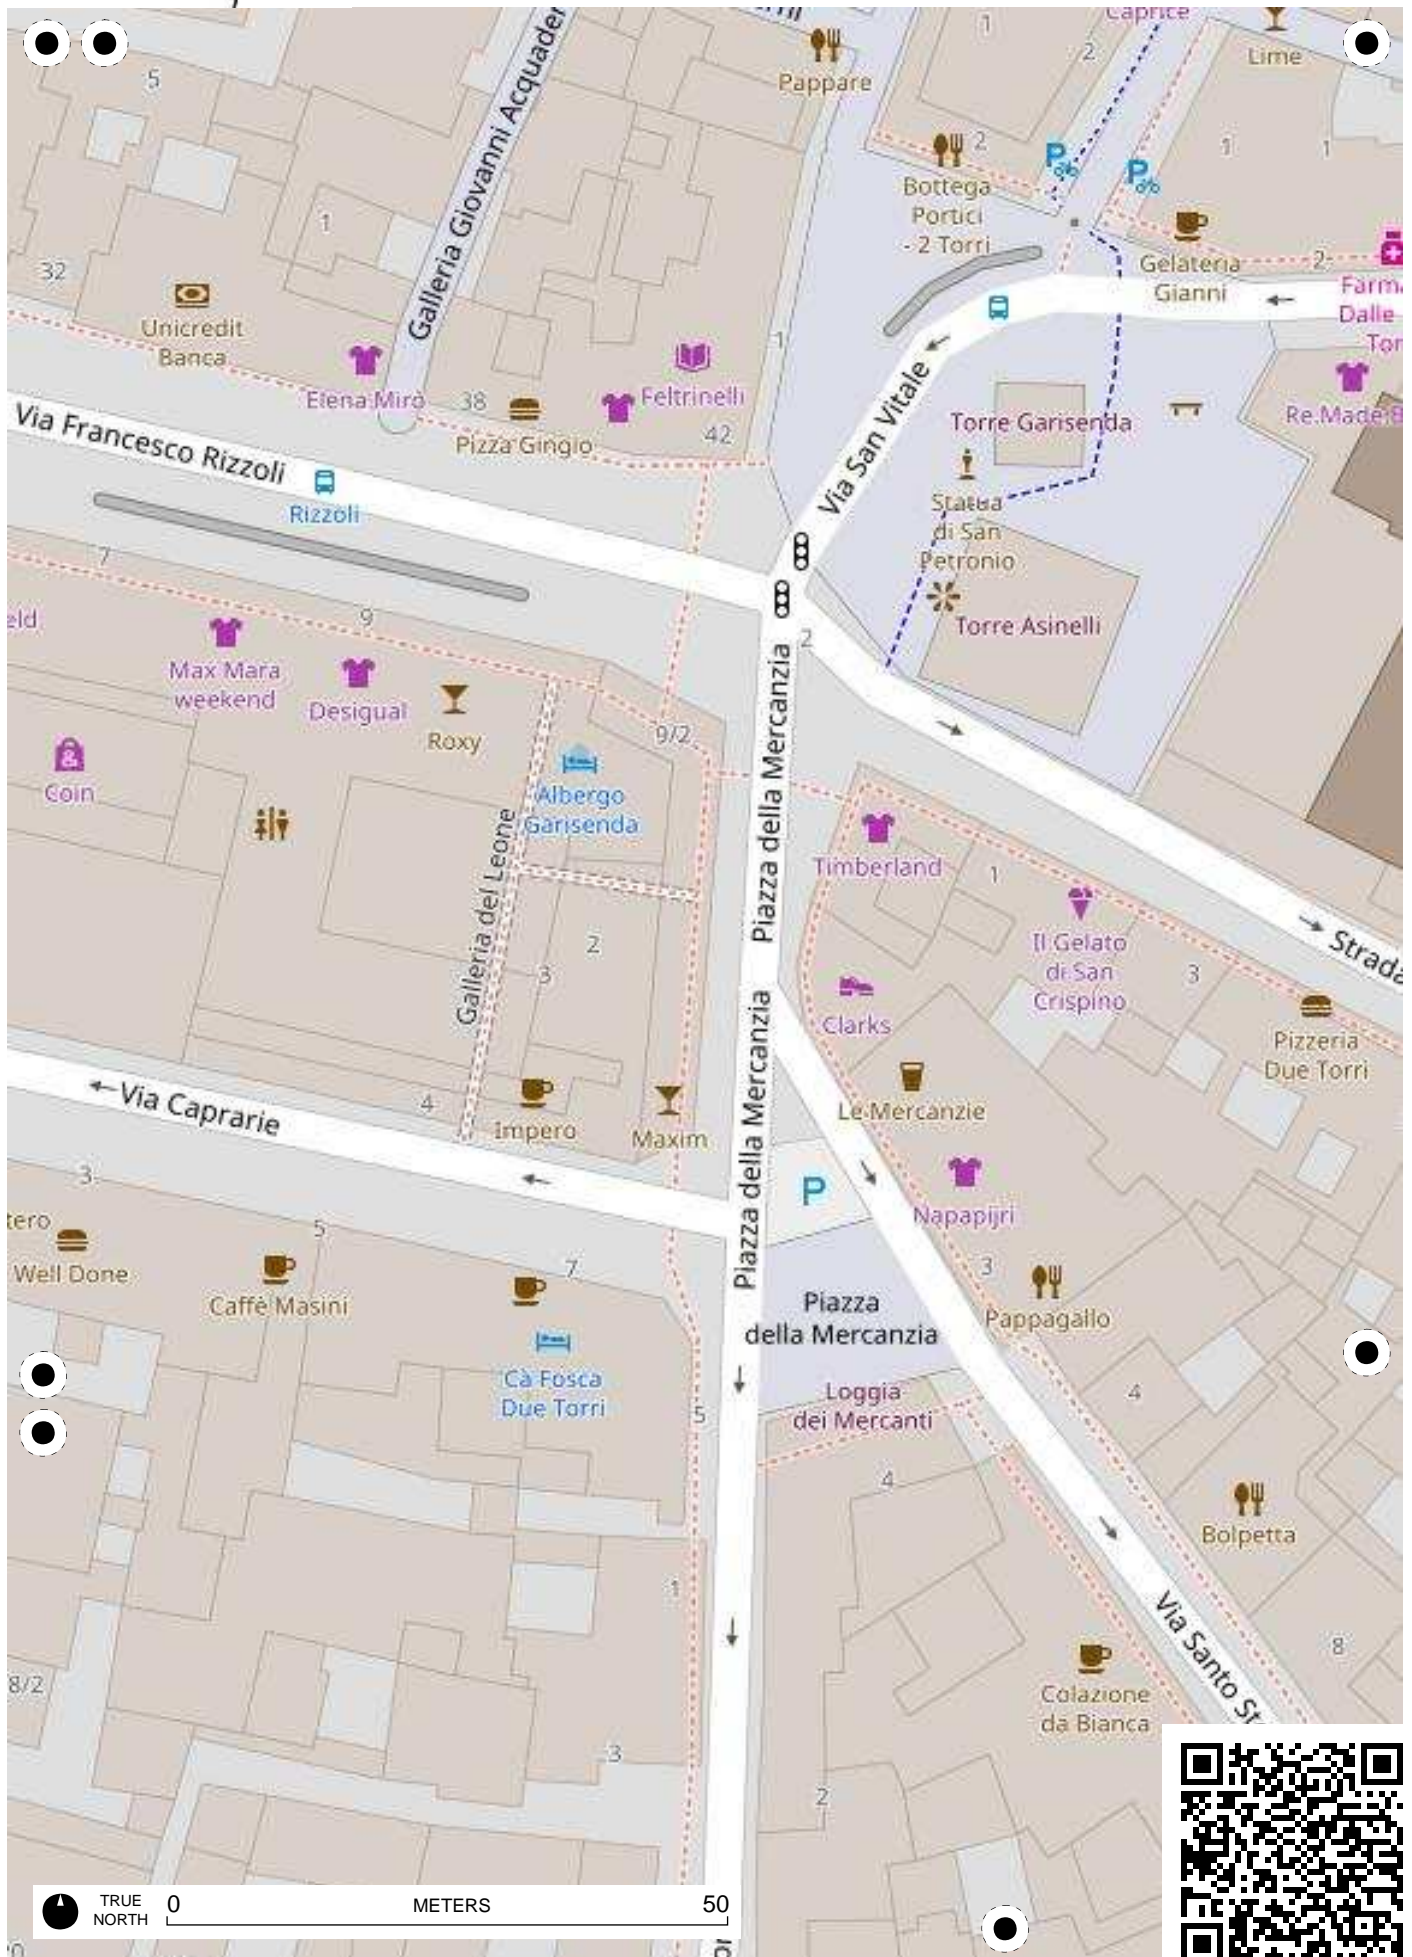 Caprice
Lime
Pappare
Galleria Giovanni Acquader
5
1
2
2
1
1
Bottega
Portici
- 2 Torri
1
32
Gelateria
Gianni
2
Unicredit
Banca
Farma
Dalle
Tor
1
Elena Mirò
38
Feltrinelli
Pizza Gingio
42
Via San Vitale
Torre Garisenda
Re.Made B
Via Francesco Rizzoli
Rizzoli
Statua
di San
Petronio
7
9
eld
Torre Asinelli
2
Max Mara
weekend
Desigual
Roxy
9/2
Piazza della Mercanzia
Coin
Albergo
Garisenda
Galleria del Leone
Timberland
1
2
3
Il Gelato
di San
Crispino
3
Strada
Clarks
Piazza della Mercanzia
Pizzeria
Due Torri
Via Caprarie
4
Impero
Maxim
Le Mercanzie
3
P
Napapijri
tero
Well Done
5
Caffè Masini
7
3
Pappagallo
Piazza
della Mercanzia
Cà Fosca
Due Torri
5
Loggia
dei Mercanti
4
4
Bolpetta
1
Via Santo St
8
8/2
Colazione
da Bianca
3
2
TRUE
NORTH
0
METERS
50